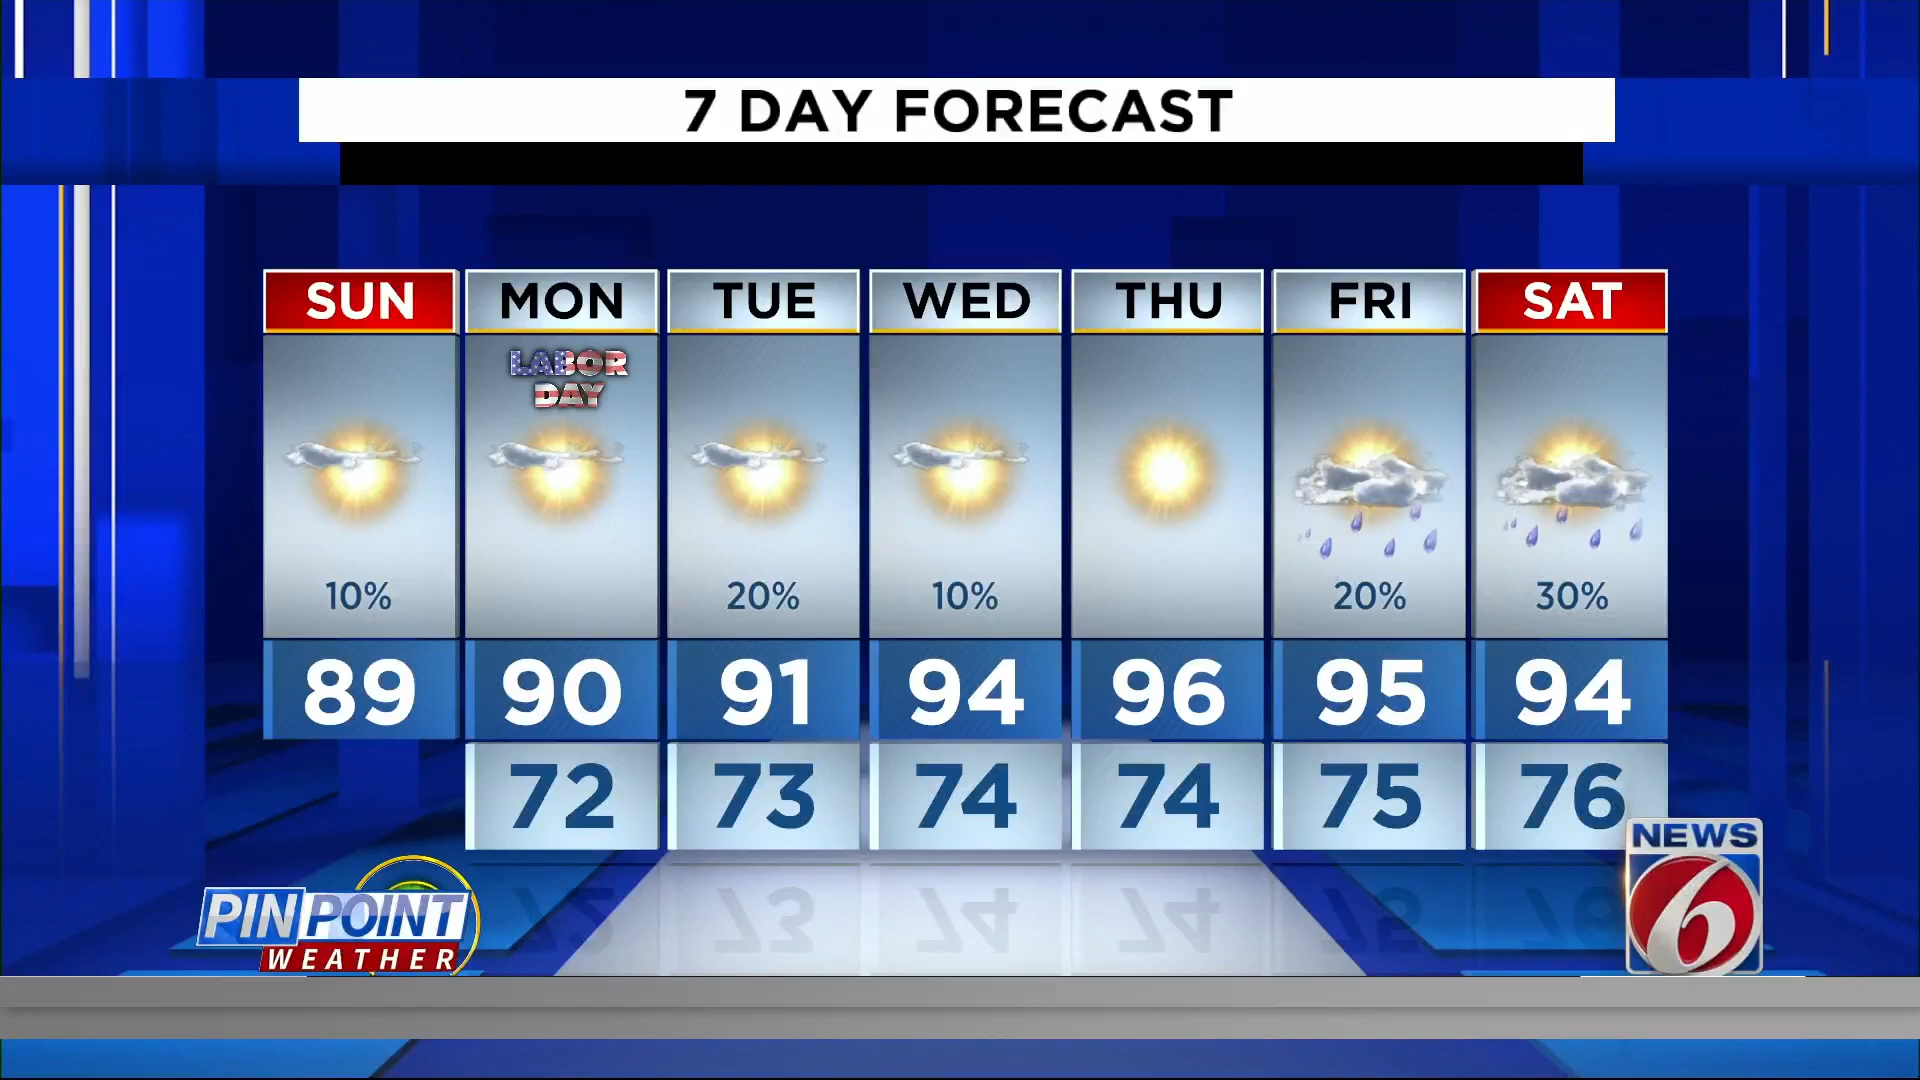 7 DAY FORECAST
SUN MON TUE WED THU FRI SAT
LABOR
DAY
10% 20% 10% 20% 30%
89 90 91 94 96 95 94
72 73 74 74 75 76
PINPOINT
WEATHER
NEWS
6